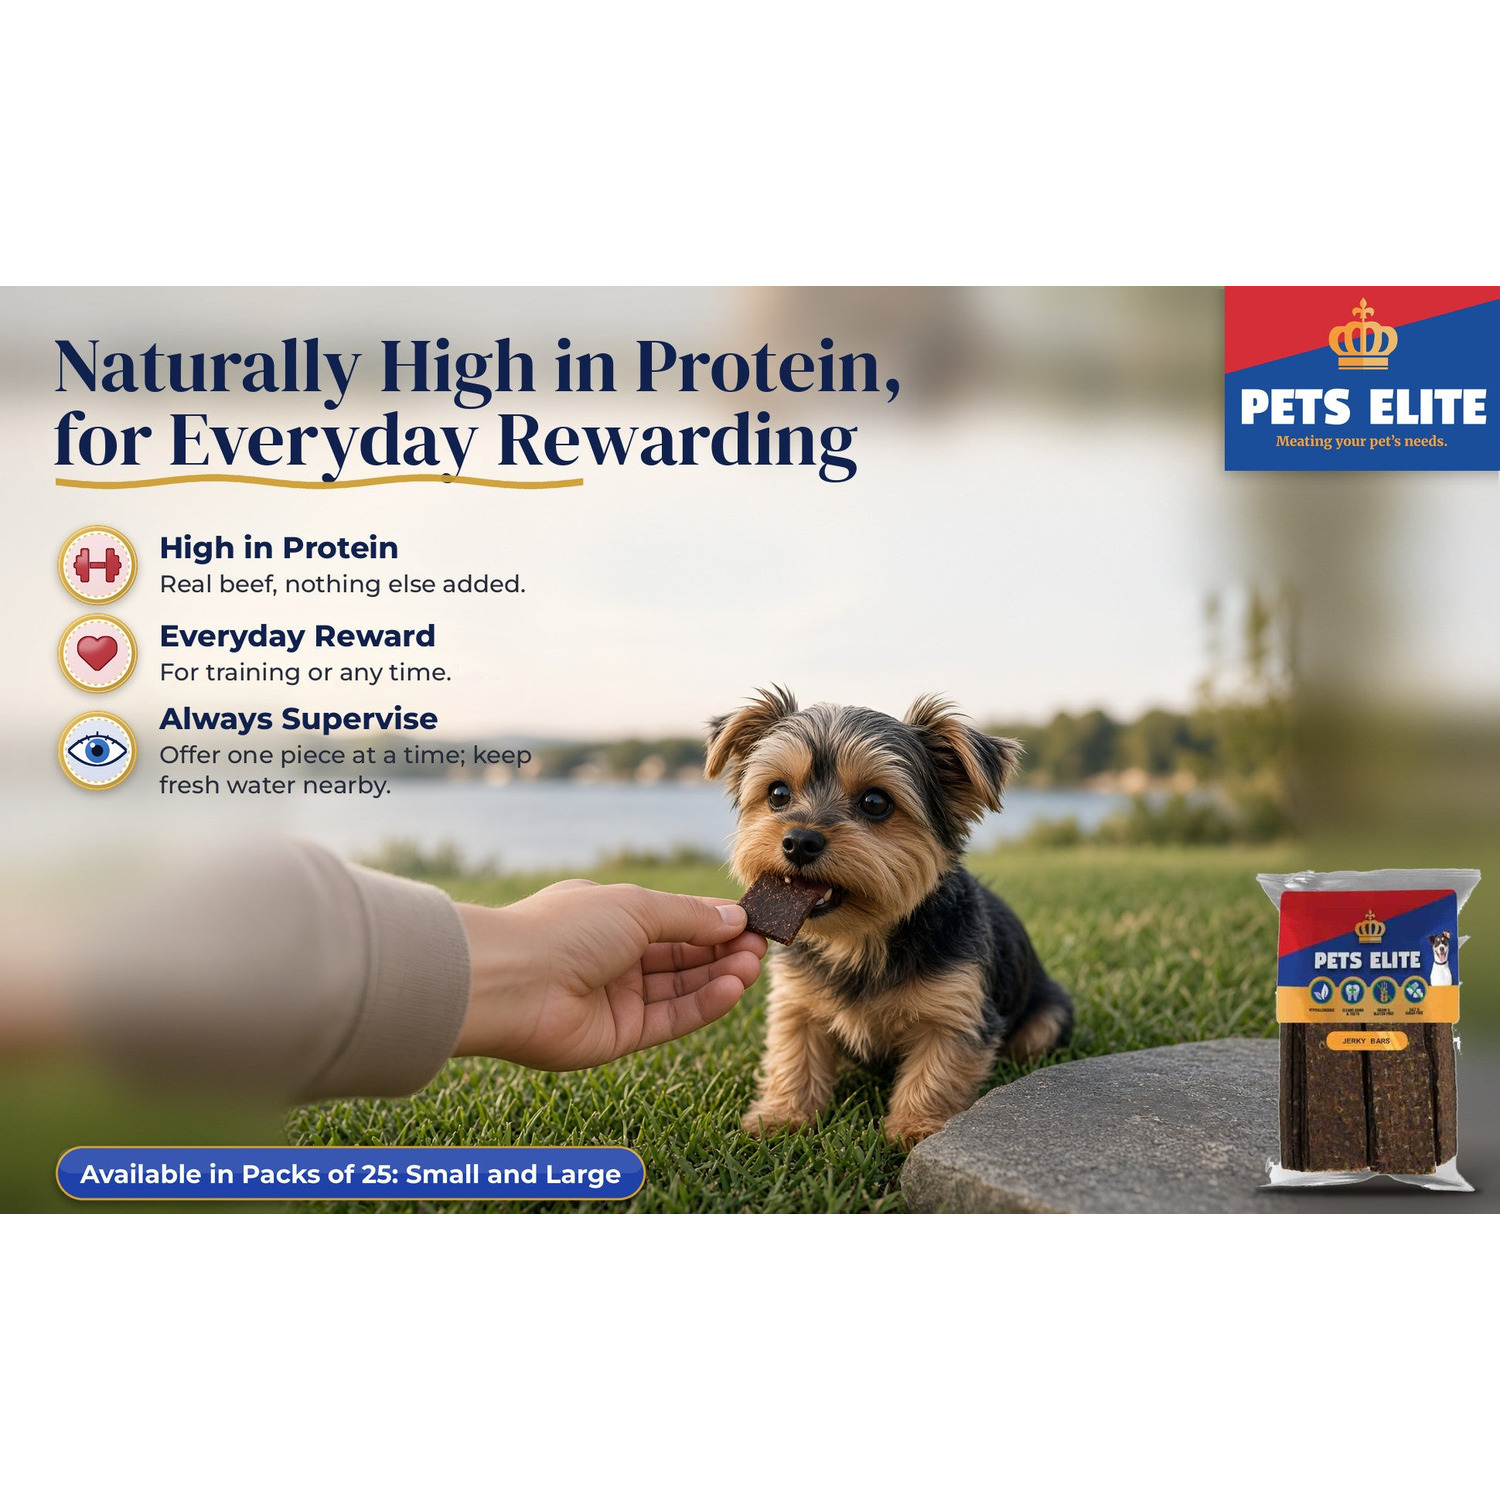 Naturally High in Protein,
for Everyday Rewarding
PETS ELITE
Meating your pet's needs.
High in Protein
Real beef, nothing else added.
Everyday Reward
For training or any time.
Always Supervise
Offer one piece at a time; keep
fresh water nearby.
PETS ELITE
JERKY BARS
Available in Packs of 25: Small and Large